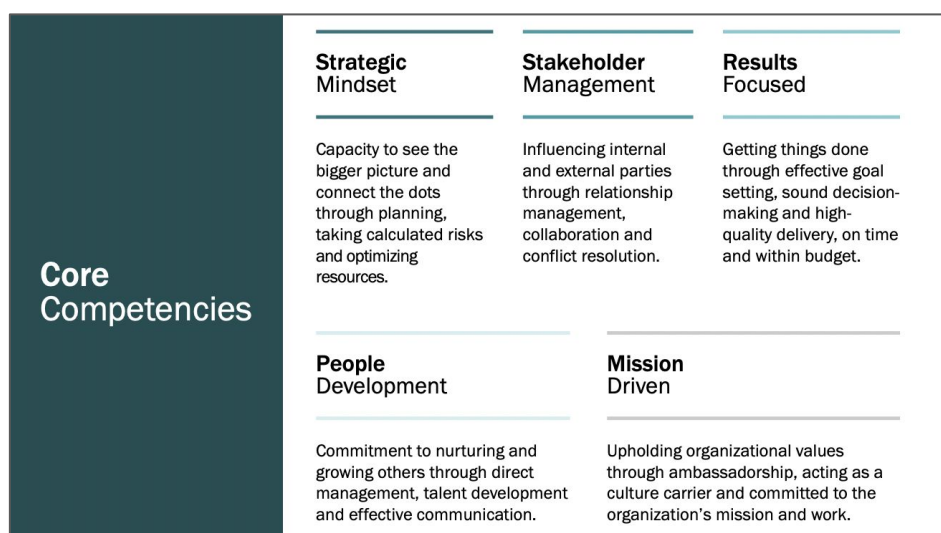 Core
Competencies
Strategic
Mindset
Capacity to see the
bigger picture and
connect the dots
through planning,
taking calculated risks
and optimizing
resources.
Stakeholder
Management
Influencing internal
and external parties
through relationship
management,
collaboration and
conflict resolution.
Results
Focused
Getting things done
through effective goal
setting, sound decision-
making and high-
quality delivery, on time
and within budget.
People
Development
Commitment to nurturing and
growing others through direct
management, talent development
and effective communication.
Mission
Driven
Upholding organizational values
through ambassadorship, acting as a
culture carrier and committed to the
organization’s mission and work.